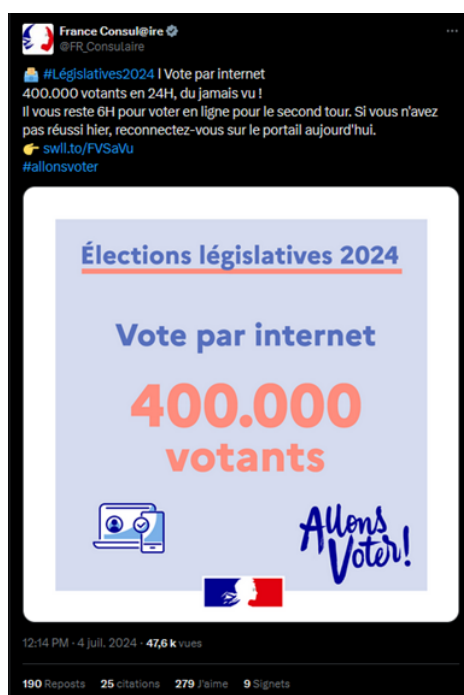 France Consul@ire
@FR_Consulaire
#Législatives2024 l Vote par internet
400.000 votants en 24H, du jamais vu !
Il vous reste 6H pour voter en ligne pour le second tour. Si vous n'avez
pas réussi hier, reconnectez-vous sur le portail aujourd'hui.
swll.to/FVSaVu
#allonsvoter
Élections législatives 2024
Vote par internet
400.000
votants
Allons
Voter!
12:14 PM · 4 juil. 2024 · 47,6 k vues
190 Reposts 25 citations 279 J'aime 9 Signets